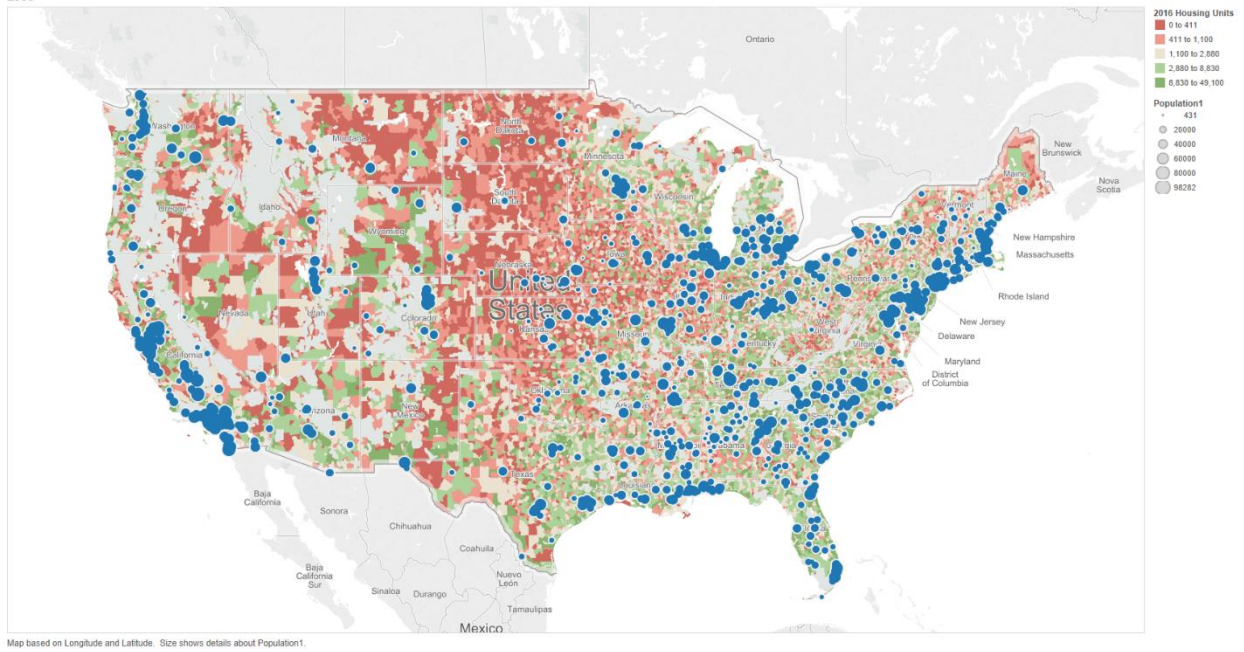 2016 Housing Units
0 to 411
411 to 1,100
1,100 to 2,880
2,880 to 8,830
8,830 to 49,100
Population1
431
20000
40000
60000
80000
98282
Ontario
New
Brunswick
Nova
Scotia
Washington
Montana
North
Dakota
Minnesota
Maine
Vermont
Oregon
Idaho
South
Wisconsin
Wyoming
New Hampshire
Massachusetts
Rhode Island
Iowa
Nebraska
United
States
Nevada
Utah
Colorado
Kansas
Missouri
West
Virginia
Kentucky
New Jersey
Delaware
Maryland
District
of Columbia
California
Arizona
New
Mexico
Texas
Baja
California
Sonora
Chihuahua
Coahuila
Baja
California
Sur
Nuevo
León
Sinaloa
Durango
Tamaulipas
Mexico
Map based on Longitude and Latitude. Size shows details about Population1.